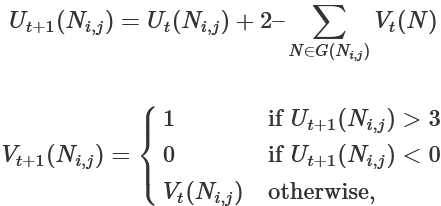 U_{t+1}(N_{i,j}) = U_t(N_{i,j}) + 2– \sum_{N∈G(N_{i,j})} V_t(N)
V_{t+1}(N_{i,j}) = { 1 if U_{t+1}(N_{i,j}) > 3
0 if U_{t+1}(N_{i,j}) < 0
V_t(N_{i,j}) otherwise,